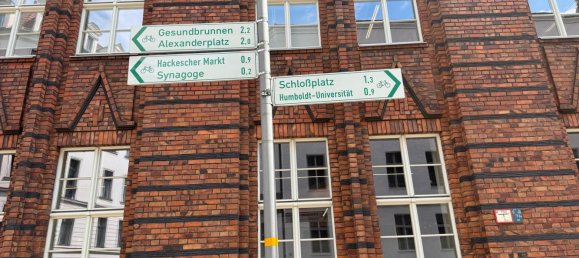 Gesundbrunnen 2,2
Alexanderplatz 2,0
Hackescher Markt 0,9
Synagoge 0,2
Schloßplatz 1,3
Humboldt-Universität 0,9